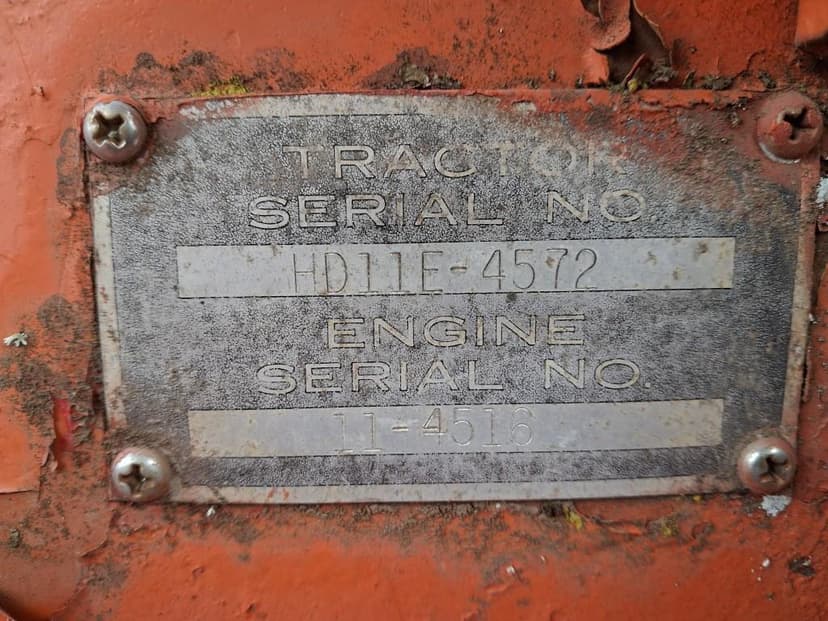 TRACTOR
SERIAL NO
HD11E-4572
ENGINE
SERIAL NO.
11-4516